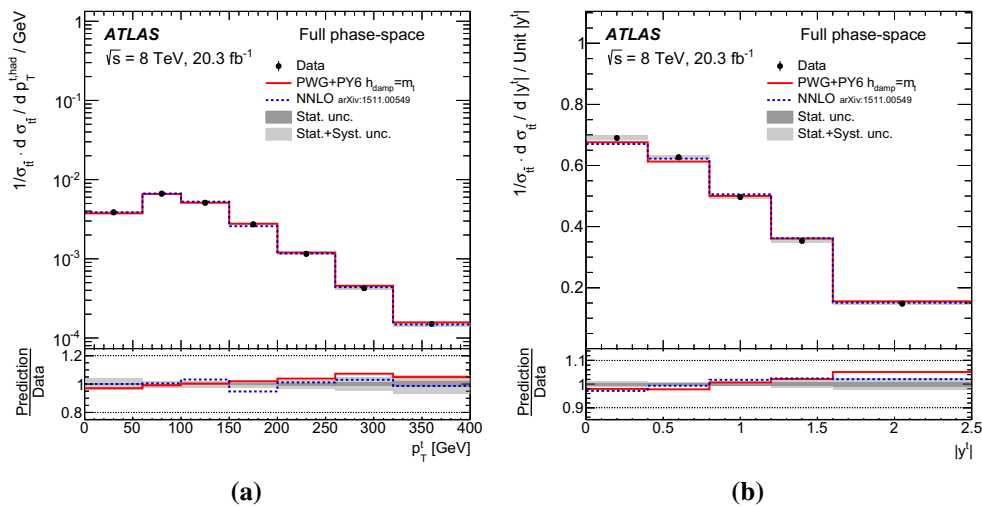 ATLAS
Full phase-space
√s = 8 TeV, 20.3 fb⁻¹
Data
PWG+PY6 h_damp=m_t
NNLO arXiv:1511.00549
Stat. unc.
Stat.+Syst. unc.
1/σ_tt̄ · d σ_tt̄ / d p_T^t,had / GeV
1
10⁻¹
10⁻²
10⁻³
10⁻⁴
Prediction
Data
1.2
1
0.8
0 50 100 150 200 250 300 350 400
p_T^t [GeV]
(a)
ATLAS
Full phase-space
√s = 8 TeV, 20.3 fb⁻¹
Data
PWG+PY6 h_damp=m_t
NNLO arXiv:1511.00549
Stat. unc.
Stat.+Syst. unc.
1/σ_tt̄ · d σ_tt̄ / d |y^t| / Unit |y^t|
1
0.8
0.6
0.4
0.2
Prediction
Data
1.1
1
0.9
0 0.5 1 1.5 2 2.5
|y^t|
(b)